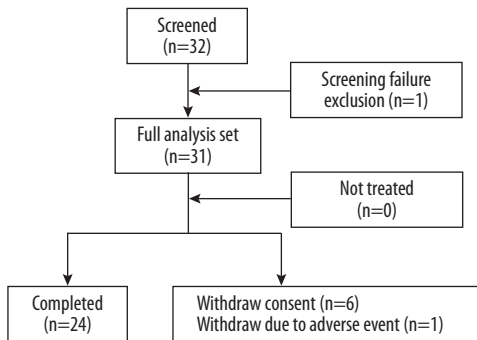 Screened
(n=32)
Screening failure
exclusion (n=1)
Full analysis set
(n=31)
Not treated
(n=0)
Completed
(n=24)
Withdraw consent (n=6)
Withdraw due to adverse event (n=1)